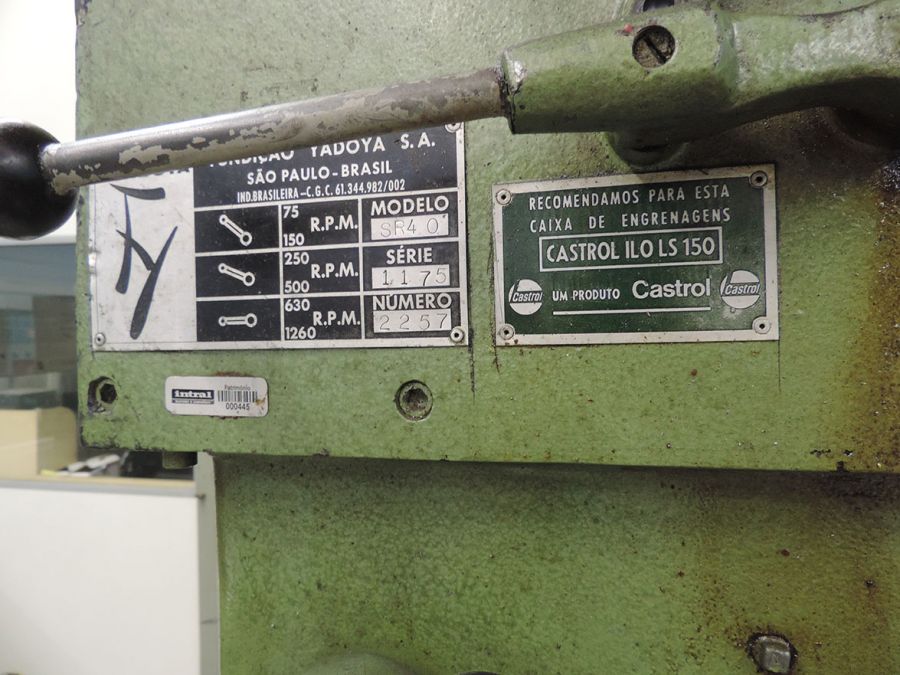 FUNDIÇÃO YADOYA S.A.
SÃO PAULO-BRASIL
IND.BRASILEIRA-C.G.C. 61.344.982/002
75
150
R.P.M.
MODELO
SR40
250
500
R.P.M.
SÉRIE
1175
630
1260
R.P.M.
NÚMERO
2257
RECOMENDAMOS PARA ESTA
CAIXA DE ENGRENAGENS
CASTROL ILO LS 150
Castrol UM PRODUTO Castrol Castrol
intral
Patrimônio
000445